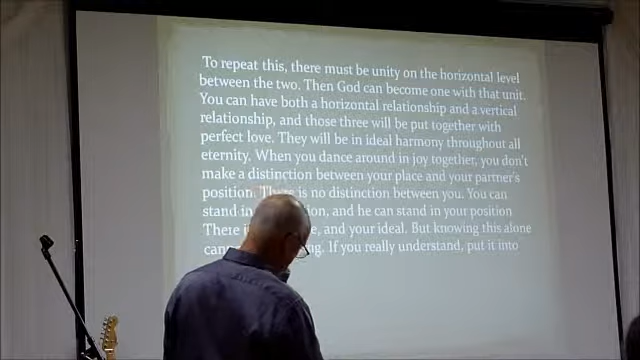 To repeat this, there must be unity on the horizontal level
between the two. Then God can become one with that unit.
You can have both a horizontal relationship and a vertical
relationship, and those three will be put together with
perfect love. They will be in ideal harmony throughout all
eternity. When you dance around in joy together, you don't
make a distinction between your place and your partner's
position. There is no distinction between you. You can
stand in and he can stand in your position
There and your ideal. But knowing this alone
If you really understand, put it into